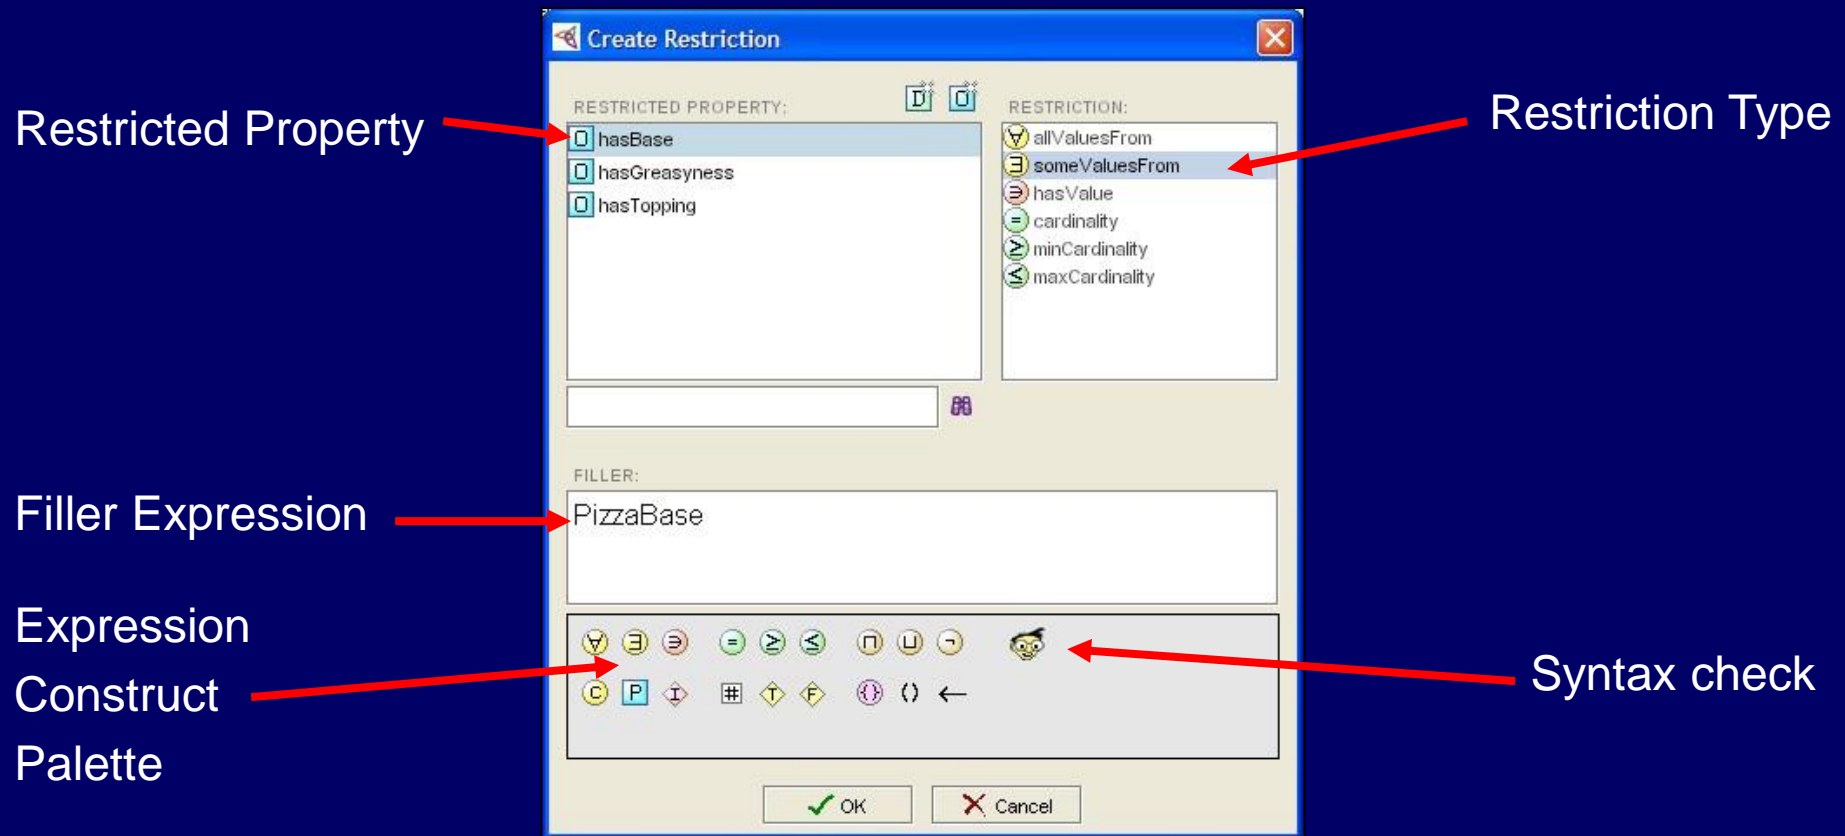 Create Restriction
Restricted Property
RESTRICTED PROPERTY:
D
O
RESTRICTION:
Restriction Type
O hasBase
O hasGreasyness
O hasTopping
∀ allValuesFrom
∃ someValuesFrom
∋ hasValue
= cardinality
≥ minCardinality
≤ maxCardinality
FILLER:
Filler Expression
PizzaBase
Expression
Construct
Palette
∀ ∃ ∋ = ≥ ≤ ⊓ ⊔ ¬
C P I # T F {} () ←
Syntax check
OK
Cancel